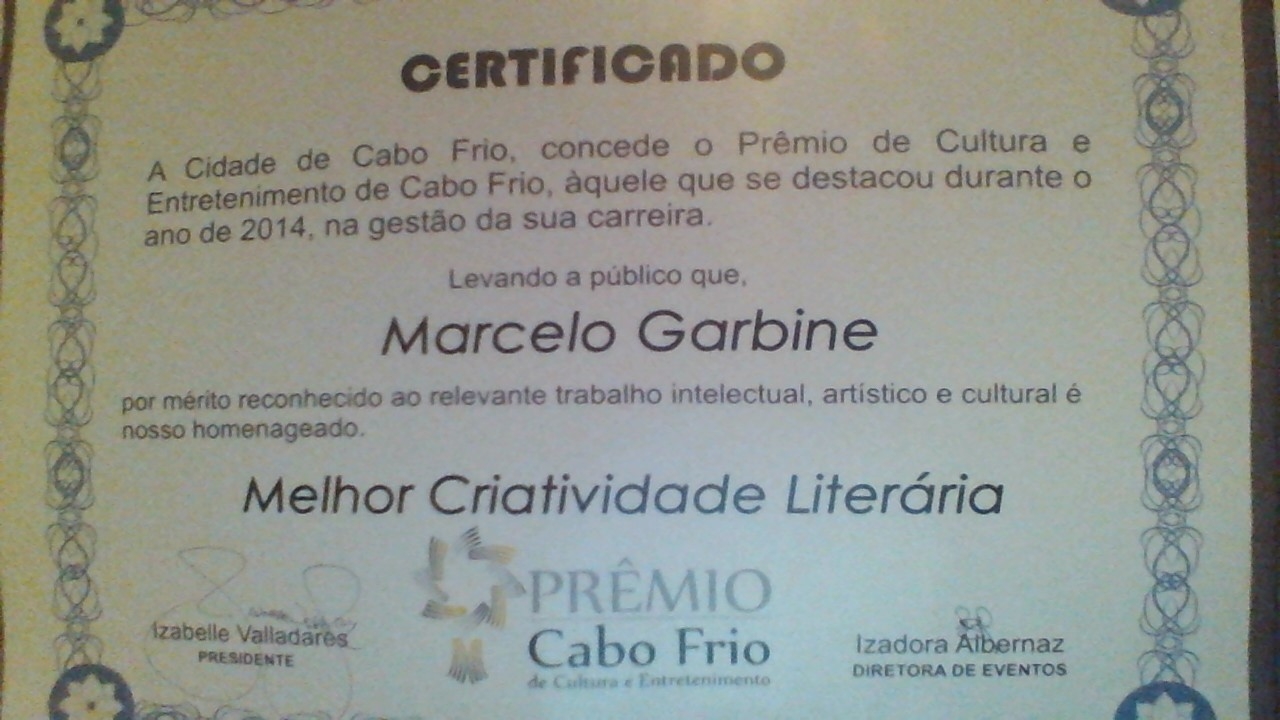 CERTIFICADO
A Cidade de Cabo Frio, concede o Prêmio de Cultura e
Entretenimento de Cabo Frio, àquele que se destacou durante o
ano de 2014, na gestão da sua carreira.
Levando a público que,
Marcelo Garbine
por mérito reconhecido ao relevante trabalho intelectual, artístico e cultural é
nosso homenageado.
Melhor Criatividade Literária
PRÊMIO
Cabo Frio
de Cultura e Entretenimento
Izabelle Valladares
PRESIDENTE
Izadora Albernaz
DIRETORA DE EVENTOS